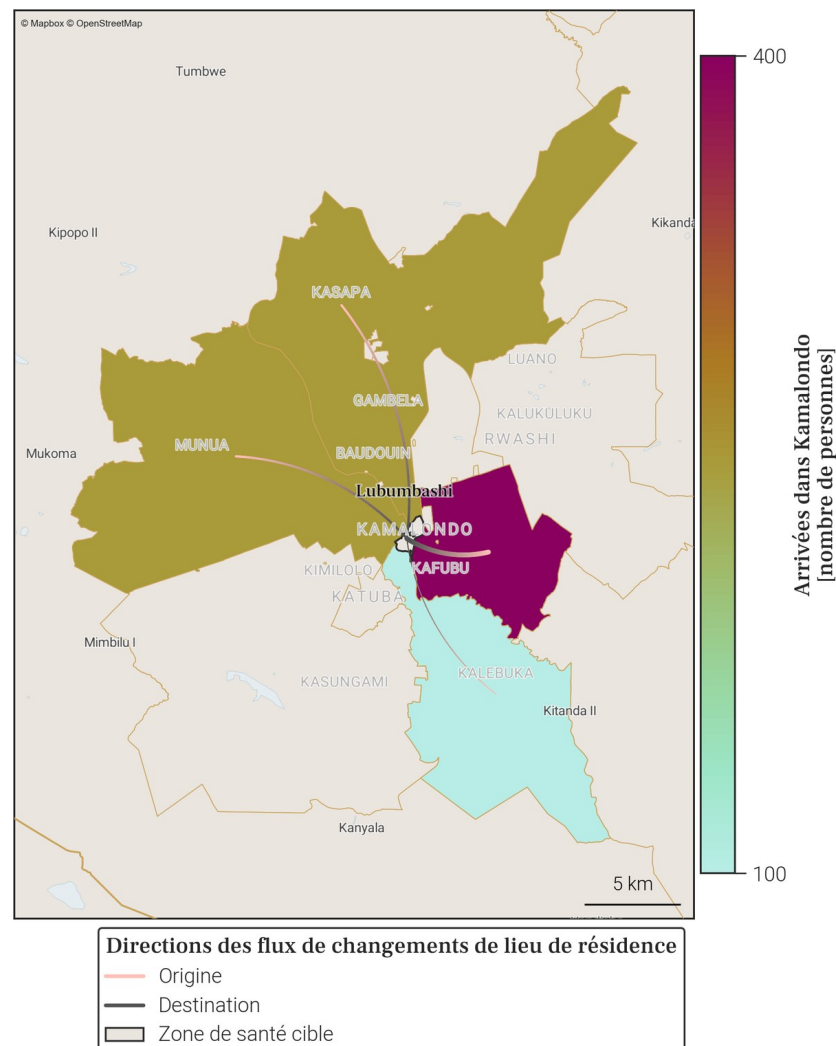 © Mapbox © OpenStreetMap
Tumbwe
400
Kipopo II
Kikanda
KASAPA
LUANO
GAMBELA
KALUKULUKU
RWASHI
MUNUA
BAUDOUIN
Mukoma
Lubumbashi
KAMALONDO
KAFUBU
KIMILOLO
KATUBA
Mimbilu I
KASUNGAMI
KALEBUKA
Kitanda II
Kanyala
5 km
100
Arrivées dans Kamalondo
[nombre de personnes]
Directions des flux de changements de lieu de résidence
Origine
Destination
Zone de santé cible